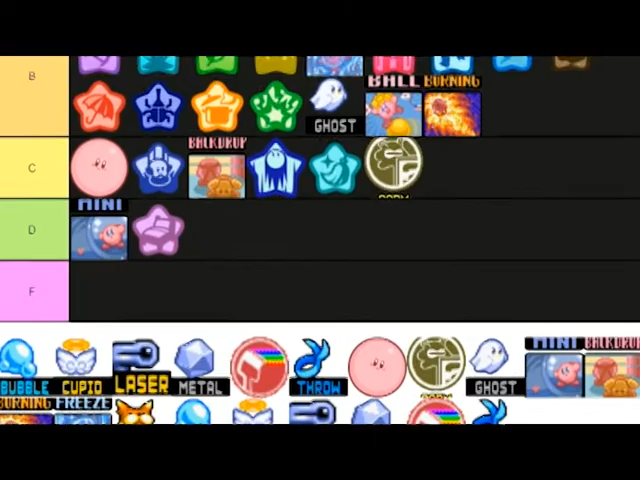 B
BALL BURNING
GHOST
C
BACKDROP
MINI
D
F
MINI BACKDROP
BUBBLE CUPID LASER METAL THROW GHOST
BURNING FREEZE